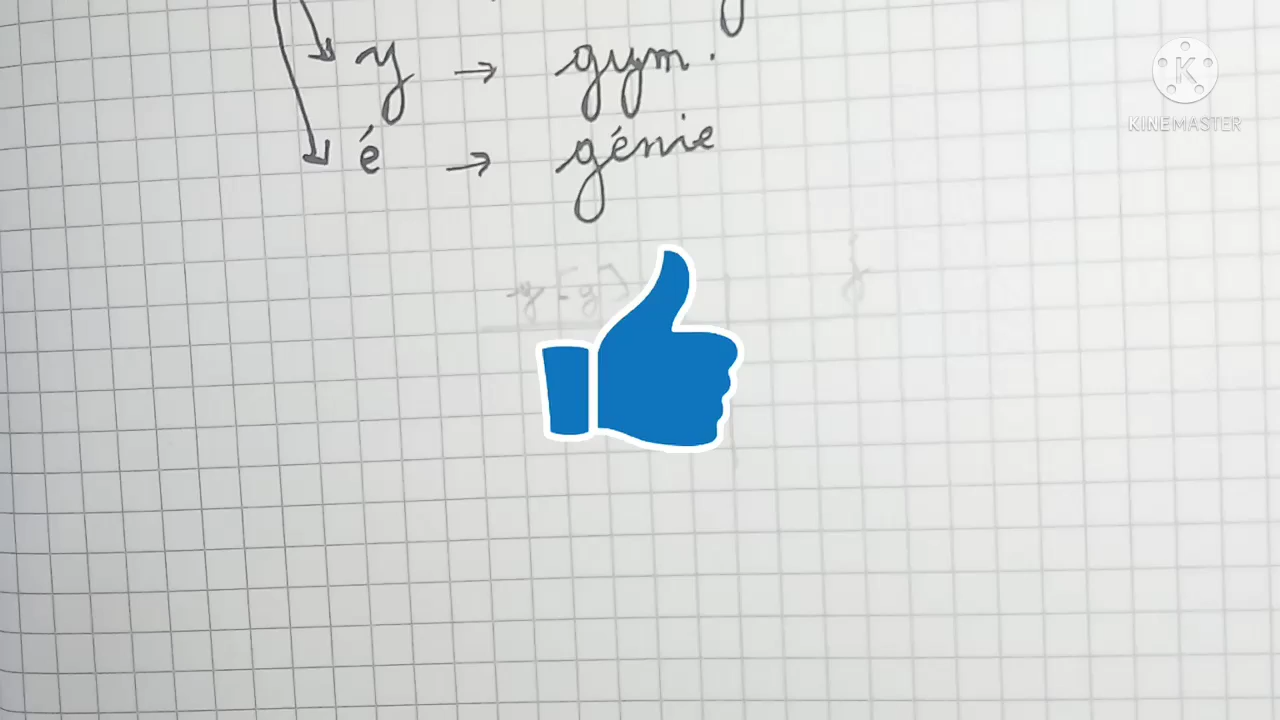 y → gym.
é → génie
KINEMASTER